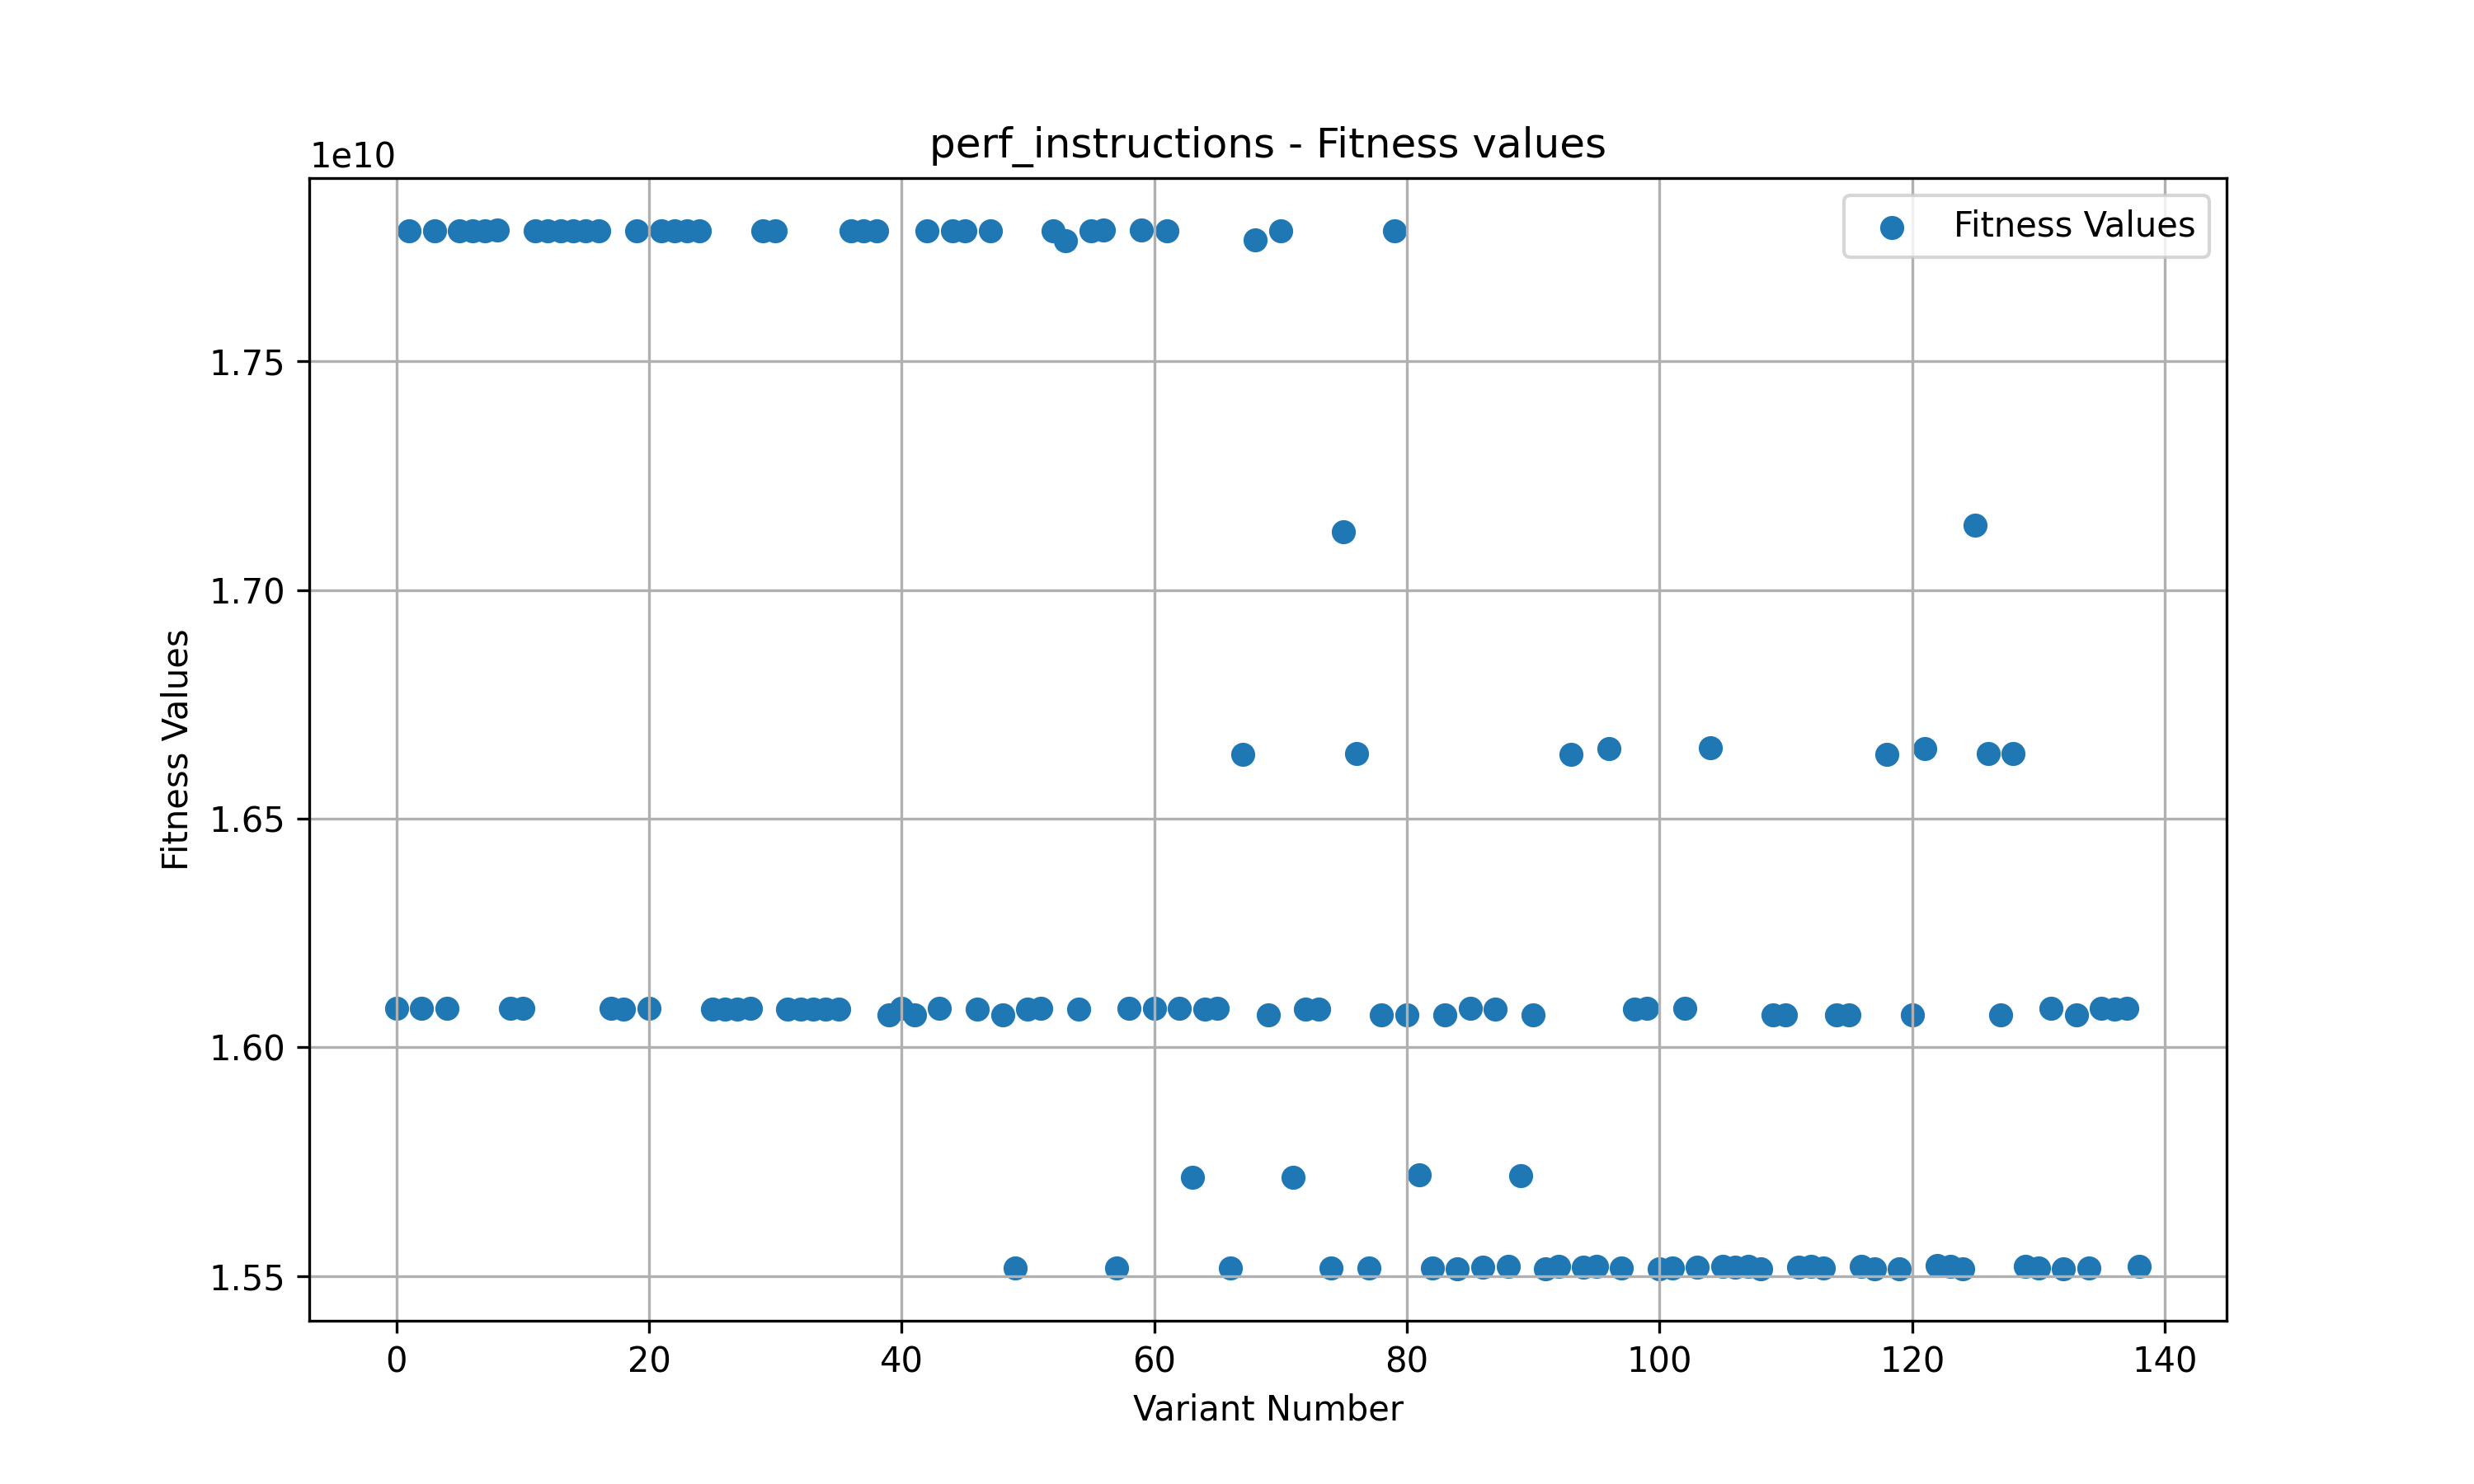 perf_instructions - Fitness values
1e10
Fitness Values
1.75
1.70
1.65
1.60
1.55
Fitness Values
0 20 40 60 80 100 120 140
Variant Number